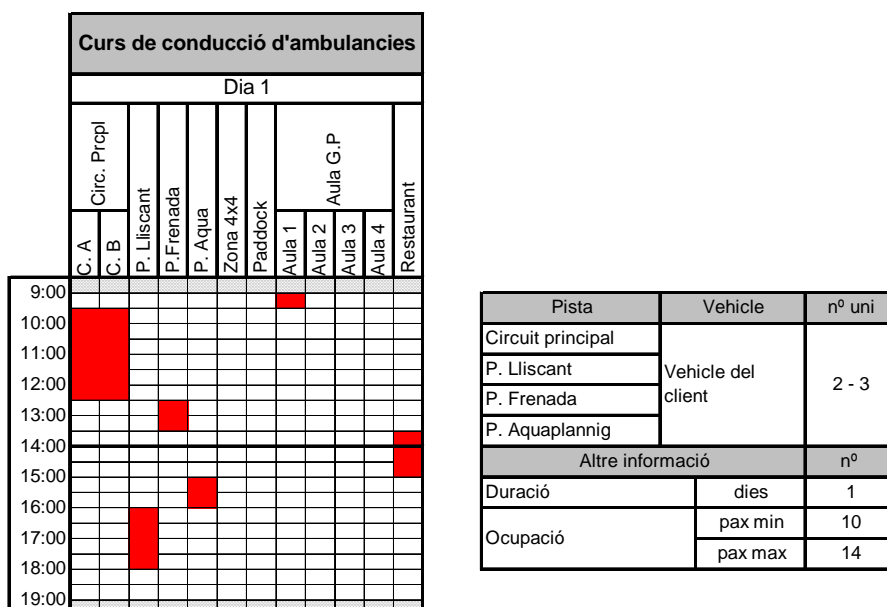 Curs de conducció d'ambulancies
Dia 1
Circ. Prcpl
P. Lliscant
P.Frenada
P. Aqua
Zona 4x4
Paddock
Aula G.P
Restaurant
C. A
C. B
Aula 1
Aula 2
Aula 3
Aula 4
9:00
10:00
11:00
12:00
13:00
14:00
15:00
16:00
17:00
18:00
19:00
Pista Vehicle nº uni
Circuit principal
P. Lliscant
P. Frenada
P. Aquaplannig
Vehicle del
client
2 - 3
Altre informació nº
Duració dies 1
Ocupació
pax min 10
pax max 14